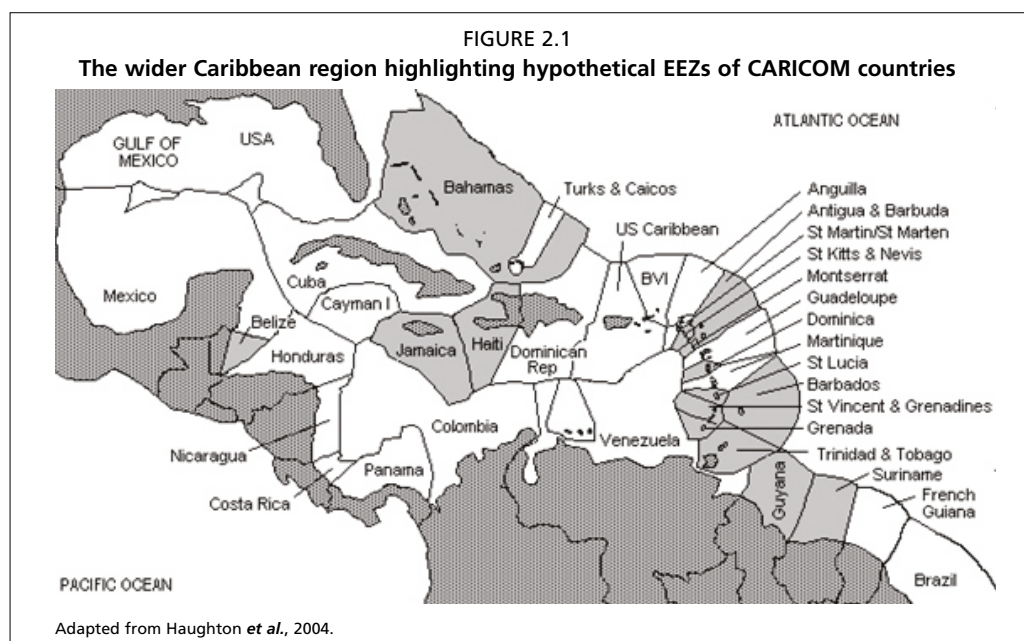 FIGURE 2.1
The wider Caribbean region highlighting hypothetical EEZs of CARICOM countries
ATLANTIC OCEAN
GULF OF
MEXICO
USA
Bahamas
Turks & Caicos
US Caribbean
BVI
Anguilla
Antigua & Barbuda
St Martin/St Marten
St Kitts & Nevis
Montserrat
Guadeloupe
Dominica
Martinique
St Lucia
Barbados
St Vincent & Grenadines
Grenada
Trinidad & Tobago
Suriname
French
Guiana
Guyana
Brazil
Mexico
Cuba
Cayman I
Belize
Honduras
Jamaica
Haiti
Dominican
Rep
Colombia
Venezuela
Nicaragua
Costa Rica
Panama
PACIFIC OCEAN
Adapted from Haughton et al., 2004.